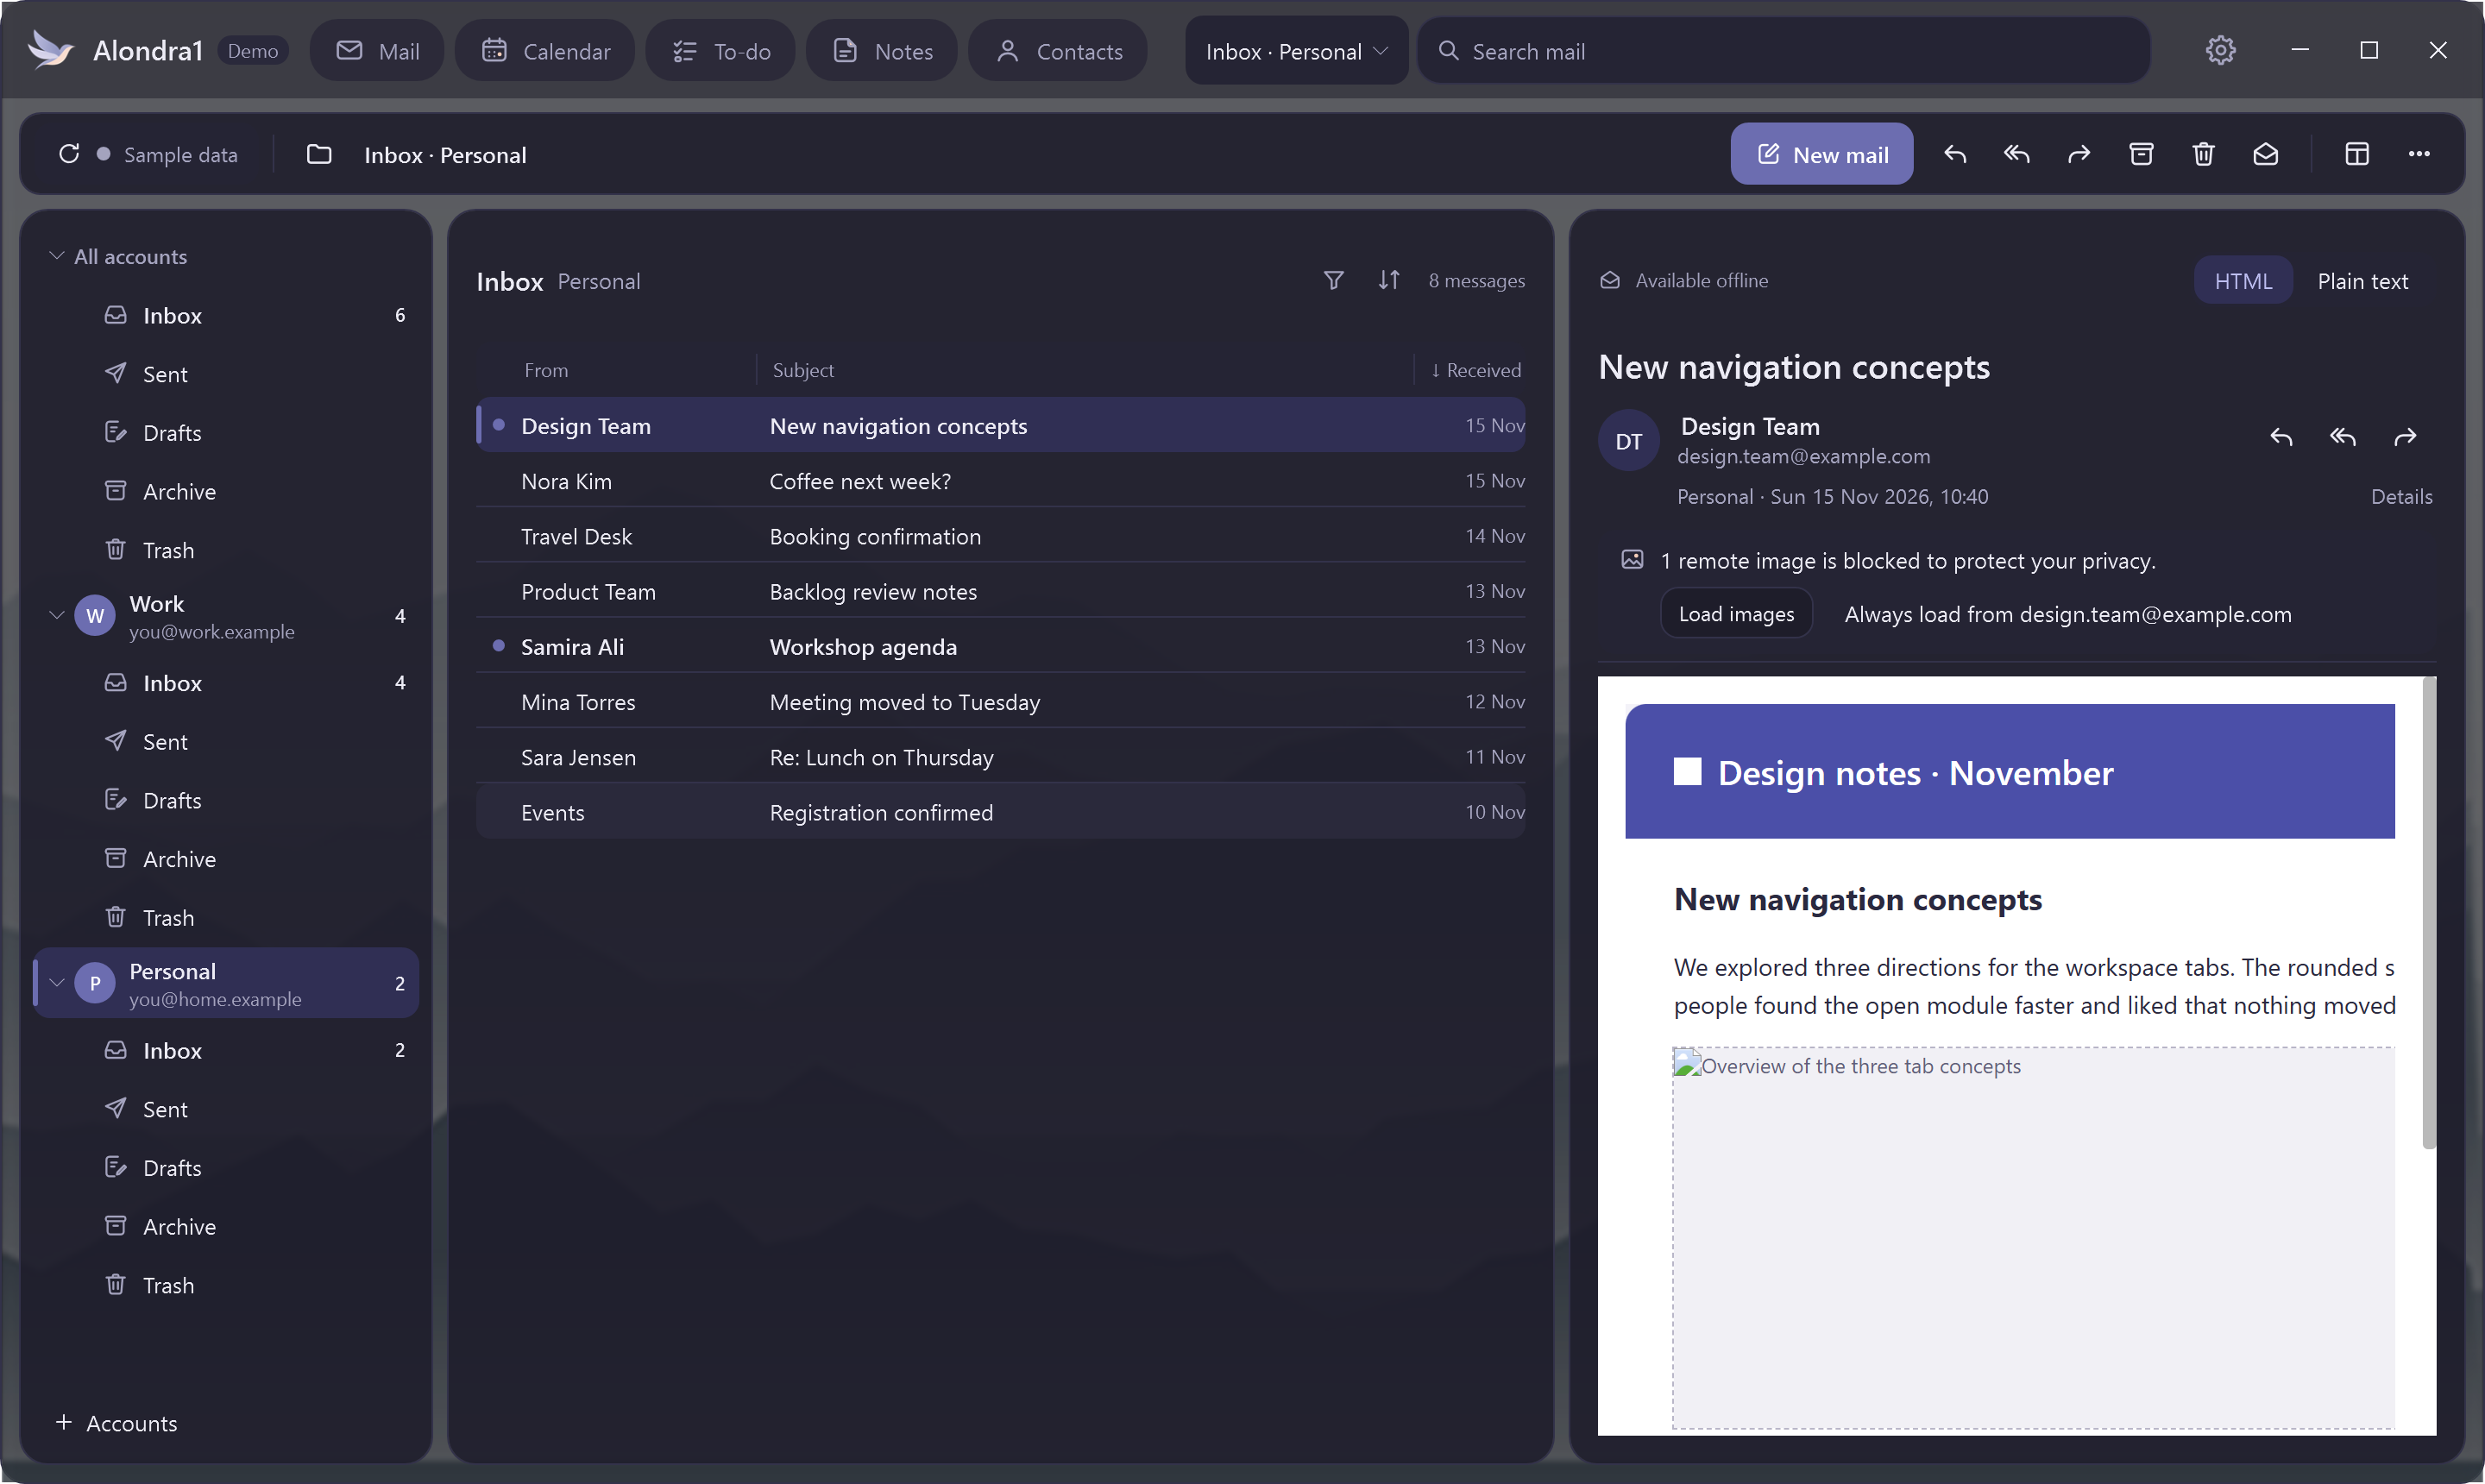 Alondra1 Demo Mail Calendar To-do Notes Contacts Inbox · Personal Search mail
Sample data Inbox · Personal New mail
All accounts
Inbox 6
Sent
Drafts
Archive
Trash
W Work 4
you@work.example
Inbox 4
Sent
Drafts
Archive
Trash
P Personal 2
you@home.example
Inbox 2
Sent
Drafts
Archive
Trash
+ Accounts
Inbox Personal 8 messages
From Subject ↓ Received
Design Team New navigation concepts 15 Nov
Nora Kim Coffee next week? 15 Nov
Travel Desk Booking confirmation 14 Nov
Product Team Backlog review notes 13 Nov
Samira Ali Workshop agenda 13 Nov
Mina Torres Meeting moved to Tuesday 12 Nov
Sara Jensen Re: Lunch on Thursday 11 Nov
Events Registration confirmed 10 Nov
Available offline HTML Plain text
New navigation concepts
DT Design Team
design.team@example.com
Personal · Sun 15 Nov 2026, 10:40 Details
1 remote image is blocked to protect your privacy.
Load images Always load from design.team@example.com
Design notes · November
New navigation concepts
We explored three directions for the workspace tabs. The rounded s
people found the open module faster and liked that nothing moved
Overview of the three tab concepts